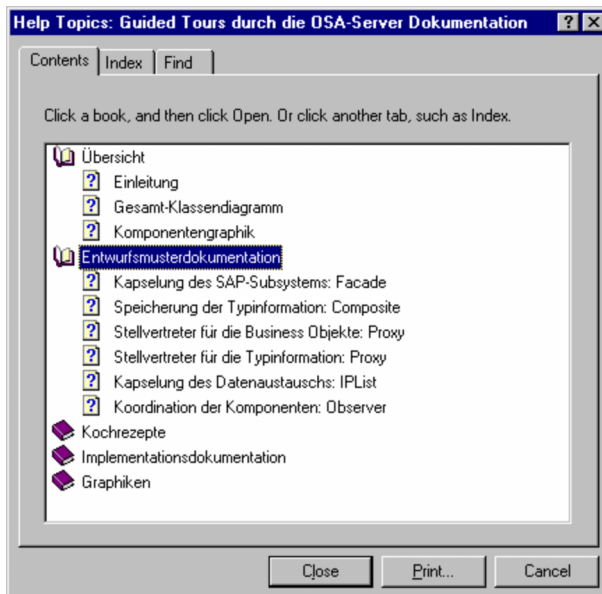 Help Topics: Guided Tours durch die OSA-Server Dokumentation
Contents Index Find
Click a book, and then click Open. Or click another tab, such as Index.
Übersicht
Einleitung
Gesamt-Klassendiagramm
Komponentengraphik
Entwurfsmusterdokumentation
Kapselung des SAP-Subsystems: Facade
Speicherung der Typinformation: Composite
Stellvertreter für die Business Objekte: Proxy
Stellvertreter für die Typinformation: Proxy
Kapselung des Datenaustauschs: IPList
Koordination der Komponenten: Observer
Kochrezepte
Implementationsdokumentation
Graphiken
Close Print... Cancel